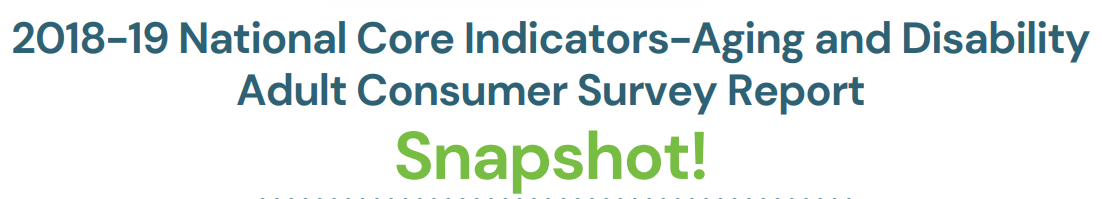 2018-19 National Core Indicators-Aging and Disability
Adult Consumer Survey Report
Snapshot!